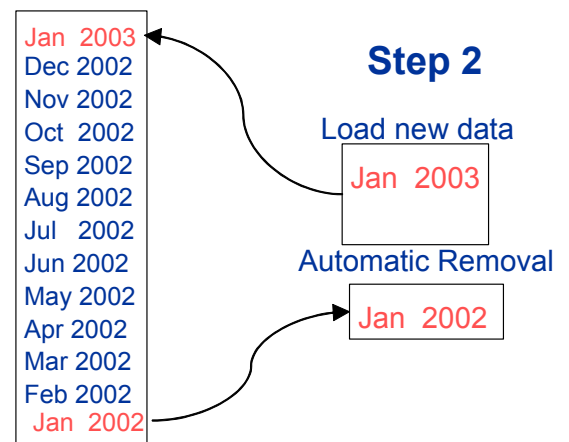 Jan 2003
Dec 2002
Nov 2002
Oct 2002
Sep 2002
Aug 2002
Jul 2002
Jun 2002
May 2002
Apr 2002
Mar 2002
Feb 2002
Jan 2002
Step 2
Load new data
Jan 2003
Automatic Removal
Jan 2002